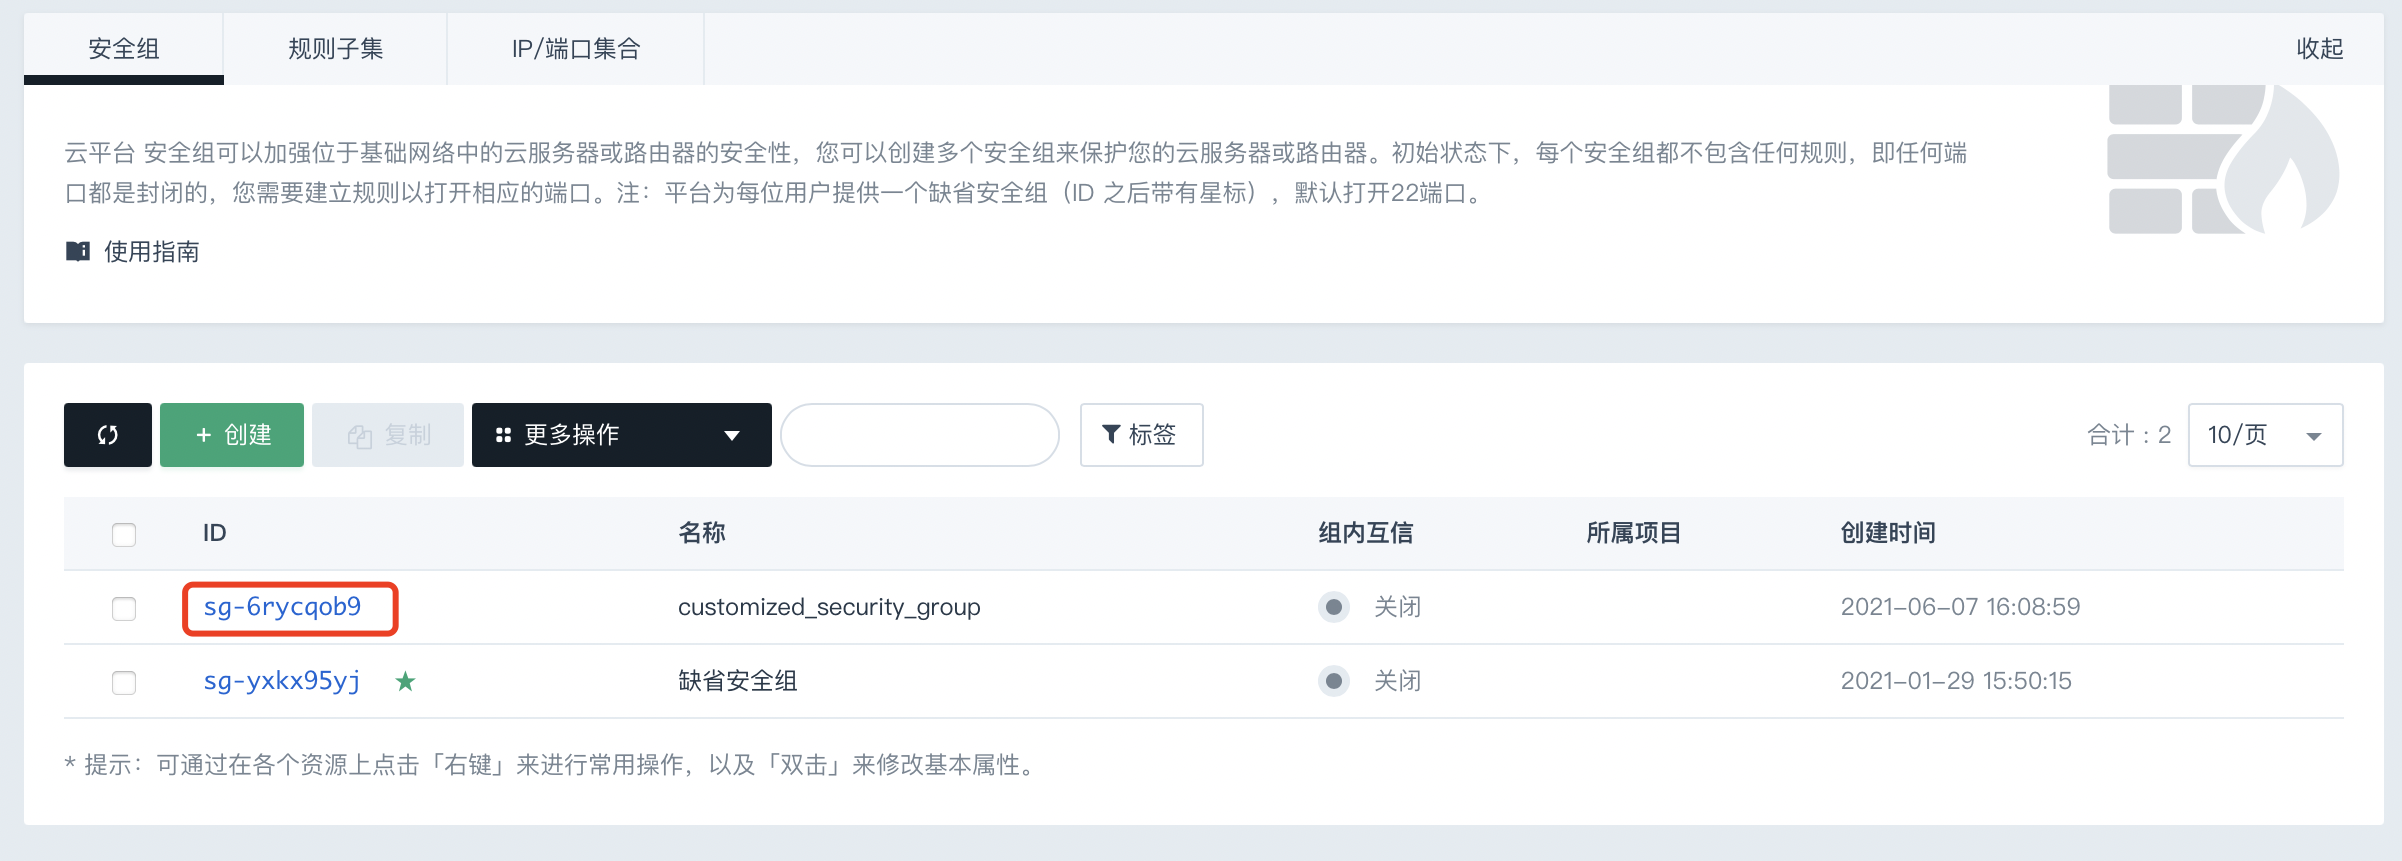 安全组 规则子集 IP/端口集合 收起
云平台 安全组可以加强位于基础网络中的云服务器或路由器的安全性，您可以创建多个安全组来保护您的云服务器或路由器。初始状态下，每个安全组都不包含任何规则，即任何端
口都是封闭的，您需要建立规则以打开相应的端口。注：平台为每位用户提供一个缺省安全组（ID 之后带有星标），默认打开22端口。
使用指南
+ 创建 复制 更多操作 标签 合计：2 10/页
ID 名称 组内互信 所属项目 创建时间
sg-6rycqob9 customized_security_group 关闭 2021-06-07 16:08:59
sg-yxkx95yj ★ 缺省安全组 关闭 2021-01-29 15:50:15
* 提示：可通过在各个资源上点击「右键」来进行常用操作，以及「双击」来修改基本属性。